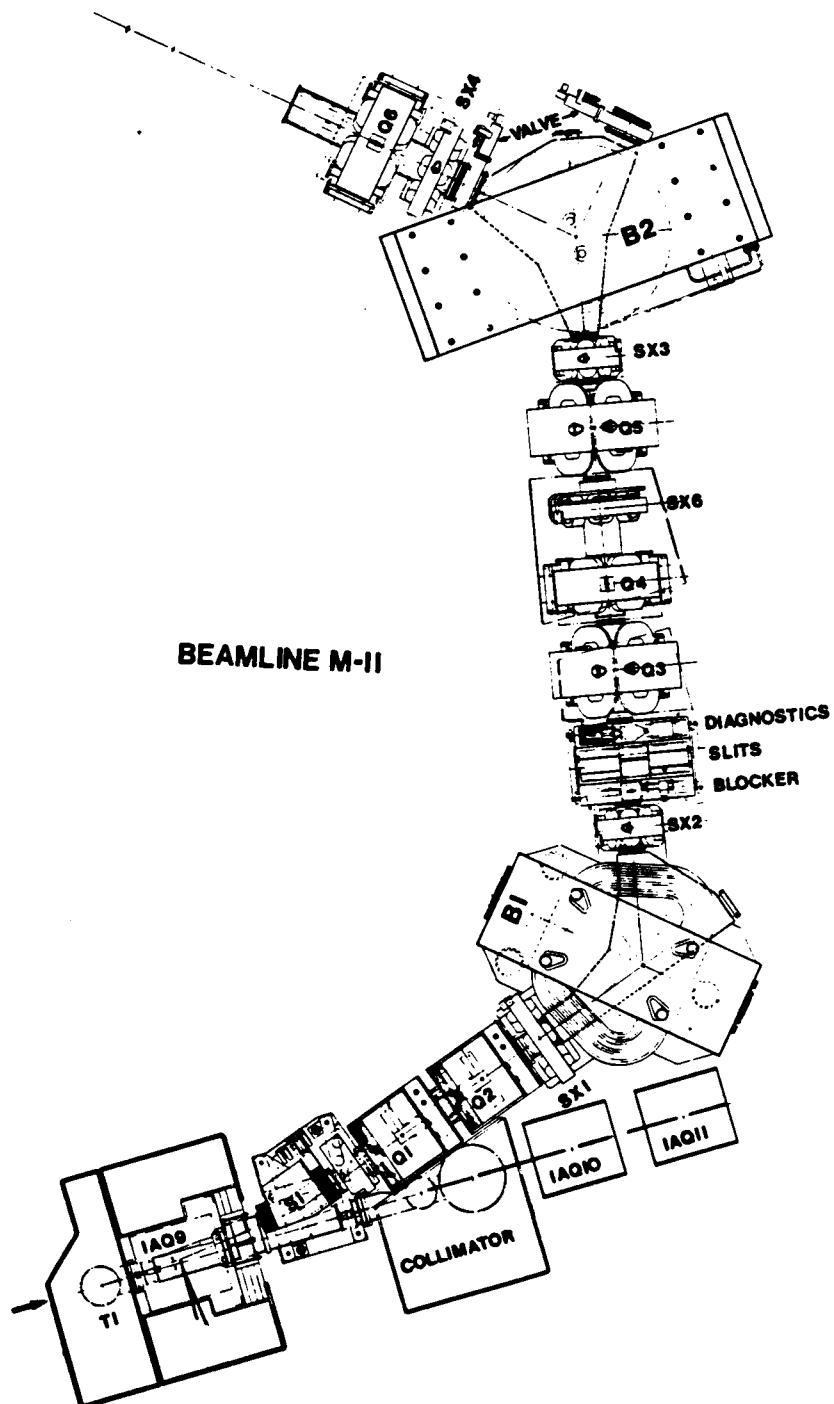 SX4
Q6
VALVE
B2
SX3
Q5
SX6
Q4
BEAMLINE M-II
Q3
DIAGNOSTICS
SLITS
BLOCKER
SX2
B1
SX1
Q2
Q1
IAQ11
IAQ10
S1
IAQ9
COLLIMATOR
T1